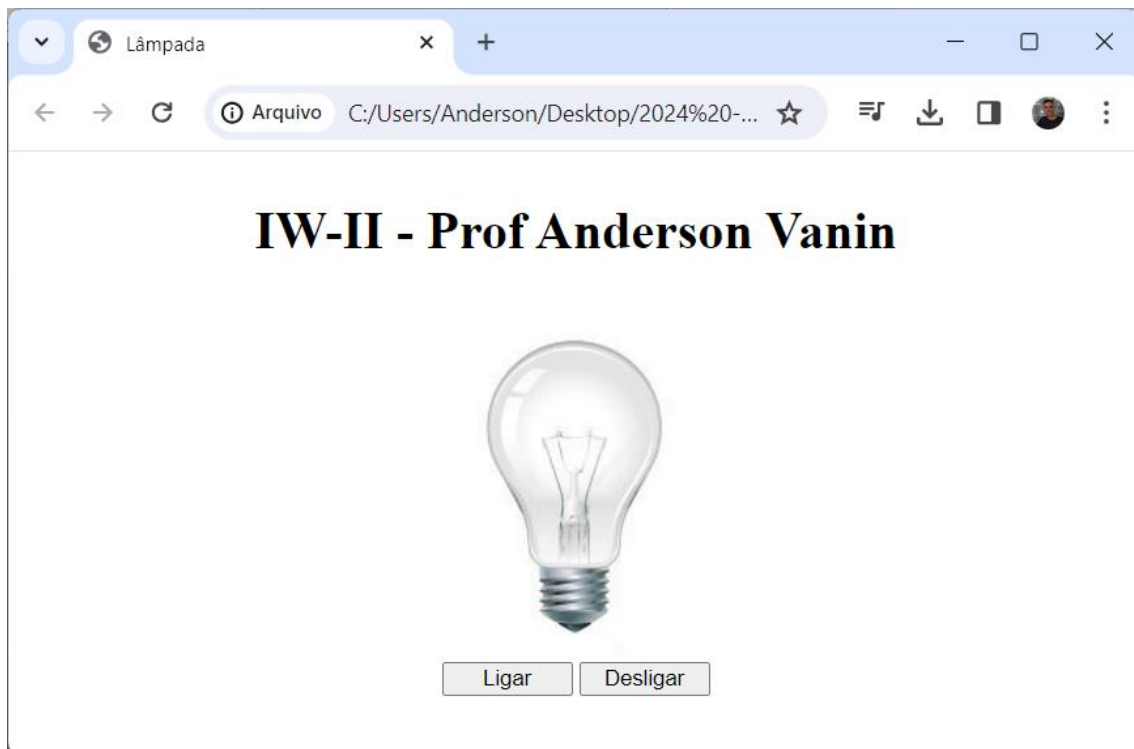 Lâmpada
Arquivo C:/Users/Anderson/Desktop/2024%20-...
IW-II - Prof Anderson Vanin
Ligar Desligar